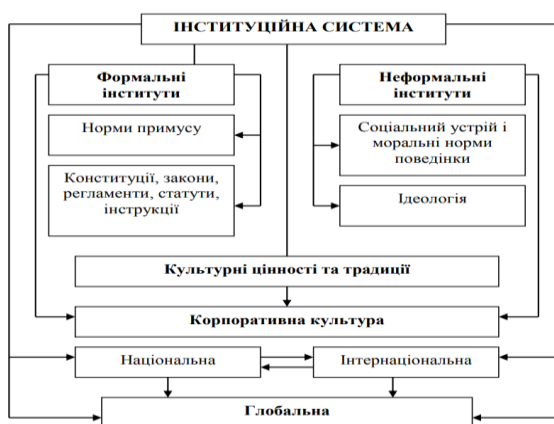 ІНСТИТУЦІЙНА СИСТЕМА
Формальні
інститути
Неформальні
інститути
Норми примусу
Соціальний устрій і
моральні норми
поведінки
Конституції, закони,
регламенти, статути,
інструкції
Ідеологія
Культурні цінності та традиції
Корпоративна культура
Національна
Інтернаціональна
Глобальна